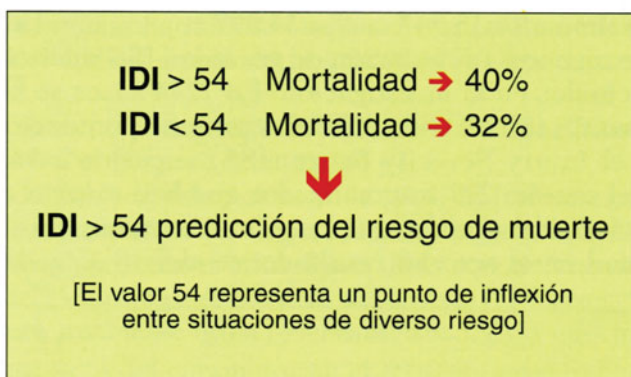 IDI > 54 Mortalidad ➔ 40%
IDI < 54 Mortalidad ➔ 32%
IDI > 54 predicción del riesgo de muerte
[El valor 54 representa un punto de inflexión
entre situaciones de diverso riesgo]